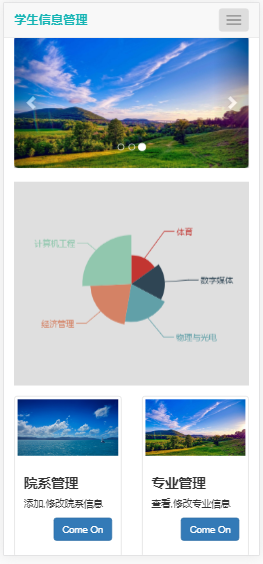 学生信息管理
体育
计算机工程
数字媒体
经济管理
物理与光电
院系管理
添加,修改院系信息
Come On
专业管理
查看,修改专业信息
Come On